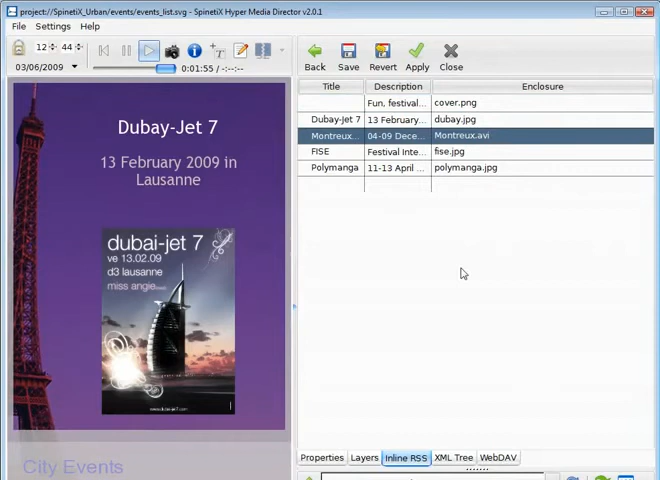 project://SpinetiX_Urban/events/events_list.svg - SpinetiX Hyper Media Director v2.0.1
File Settings Help
12 44
03/06/2009 0:01:55 / -:--:--
Back Save Revert Apply Close
Title Description Enclosure
Fun, festival... cover.png
Dubay-Jet 7 13 February... dubay.jpg
Montreux... 04-09 Dece... Montreux.avi
FISE Festival Inte... fise.jpg
Polymanga 11-13 April ... polymanga.jpg
Dubay-Jet 7
13 February 2009 in
Lausanne
dubai-jet 7
ve 13.02.09
d3 lausanne
miss angie
www.dubai-jet7.com
City Events
Properties Layers Inline RSS XML Tree WebDAV